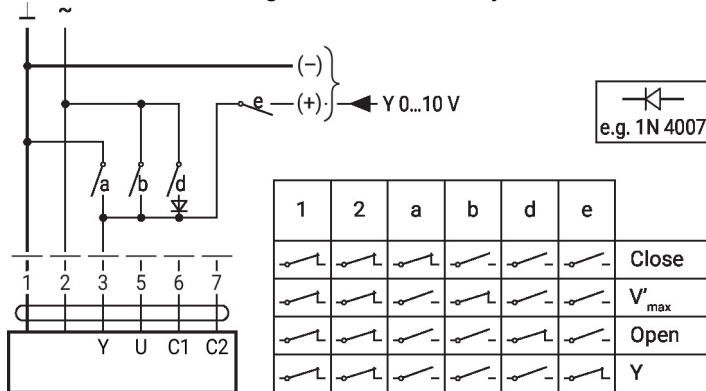 ⊥ ~
(–)
e (+) Y 0...10 V
e.g. 1N 4007
a b d
1 2 a b d e
Close
V'max
Open
Y
1 2 3 5 6 7
Y U C1 C2